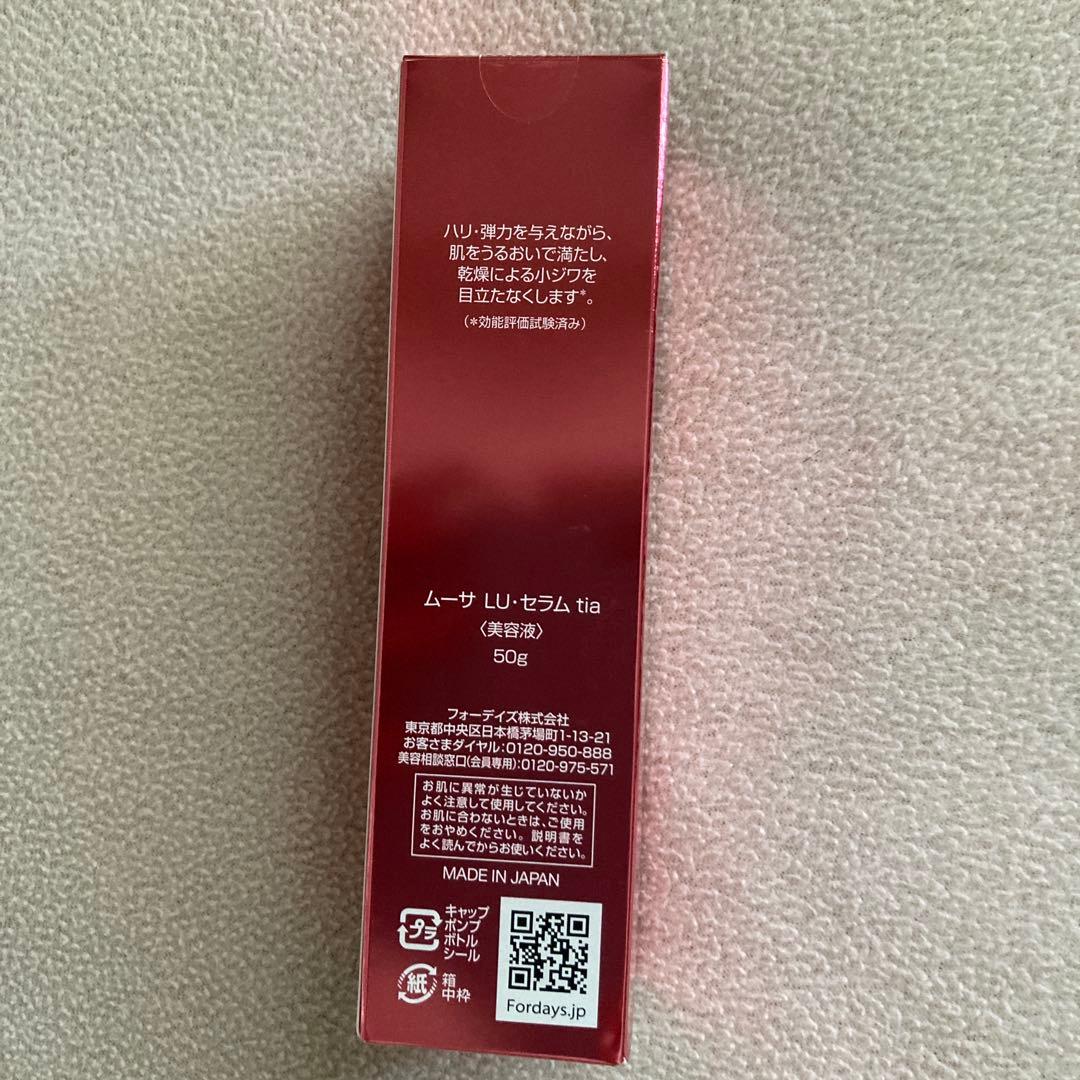 ハリ・弾力を与えながら、
肌をうるおいで満たし、
乾燥による小ジワを
目立たなくします*。
(*効能評価試験済み)
ムーサ LU・セラム tia
〈美容液〉
50g
フォーデイズ株式会社
東京都中央区日本橋茅場町1-13-21
お客さまダイヤル:0120-950-888
美容相談窓口(会員専用):0120-975-571
お肌に異常が生じていないか
よく注意して使用してください。
お肌に合わないときは、ご使用
をおやめください。説明書を
よく読んでからお使いください。
MADE IN JAPAN
プラ
キャップ
ポンプ
ボトル
シール
紙
箱
中枠
Fordays.jp